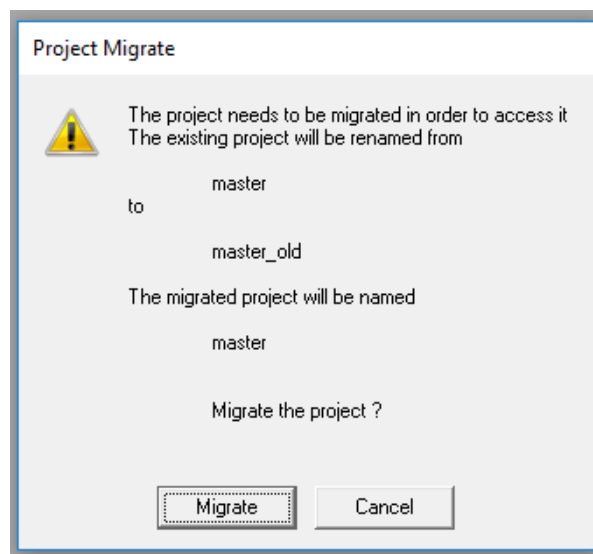 Project Migrate
The project needs to be migrated in order to access it
The existing project will be renamed from
master
to
master_old
The migrated project will be named
master
Migrate the project ?
Migrate
Cancel